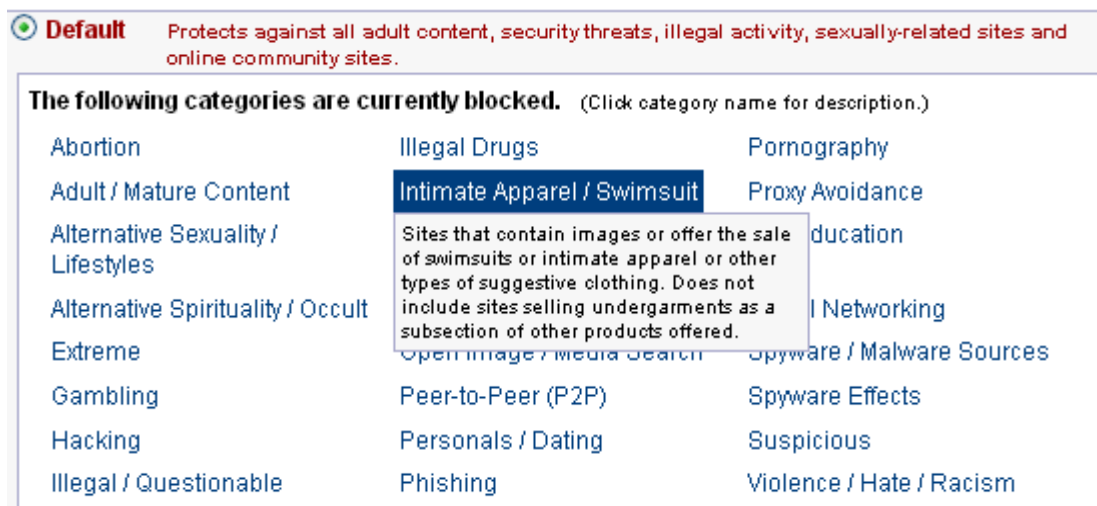 Default Protects against all adult content, security threats, illegal activity, sexually-related sites and
online community sites.
The following categories are currently blocked. (Click category name for description.)
Abortion Illegal Drugs Pornography
Adult / Mature Content Intimate Apparel / Swimsuit Proxy Avoidance
Alternative Sexuality /
Lifestyles
Sites that contain images or offer the sale
of swimsuits or intimate apparel or other
types of suggestive clothing. Does not
include sites selling undergarments as a
subsection of other products offered.
ducation
Alternative Spirituality / Occult l Networking
Extreme Open Image / Media Search Spyware / Malware Sources
Gambling Peer-to-Peer (P2P) Spyware Effects
Hacking Personals / Dating Suspicious
Illegal / Questionable Phishing Violence / Hate / Racism